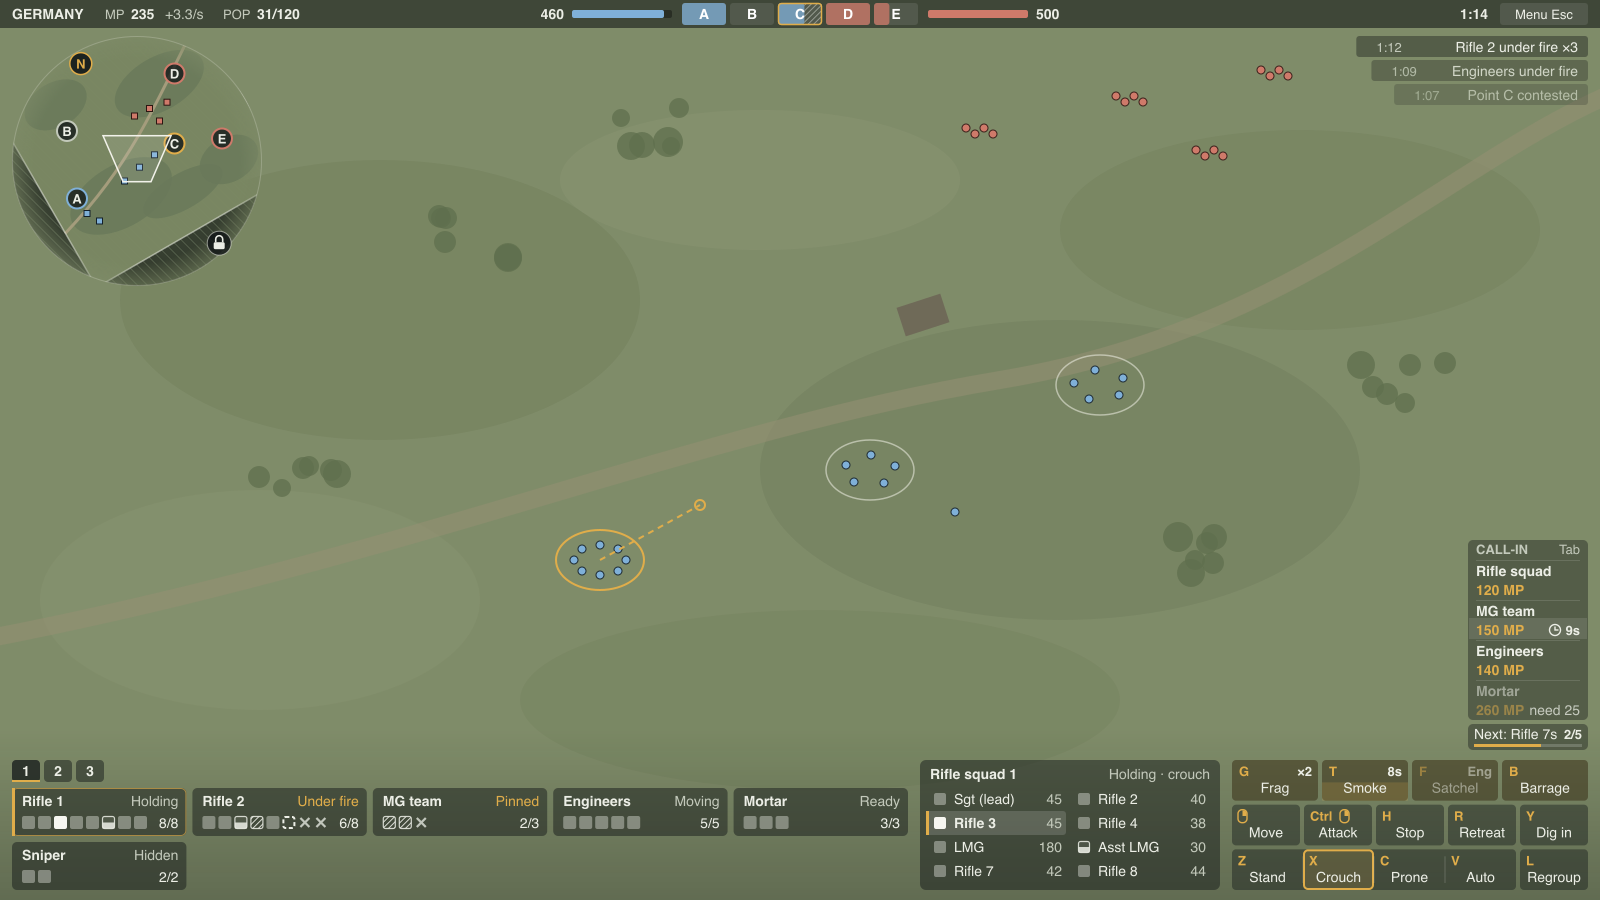 GERMANY MP 235 +3.3/s POP 31/120 460 A B C D E 500 1:14 Menu Esc
1:12 Rifle 2 under fire ×3
1:09 Engineers under fire
1:07 Point C contested
N
D
B
C
E
A
CALL-IN Tab
Rifle squad
120 MP
MG team
150 MP 9s
Engineers
140 MP
Mortar
260 MP need 25
Next: Rifle 7s 2/5
1 2 3
Rifle 1 Holding
8/8
Rifle 2 Under fire
6/8
MG team Pinned
2/3
Engineers Moving
5/5
Mortar Ready
3/3
Sniper Hidden
2/2
Rifle squad 1 Holding · crouch
Sgt (lead) 45 Rifle 2 40
Rifle 3 45 Rifle 4 38
LMG 180 Asst LMG 30
Rifle 7 42 Rifle 8 44
G ×2 T 8s F Eng B
Frag Smoke Satchel Barrage
Ctrl H R Y
Move Attack Stop Retreat Dig in
Z X C V L
Stand Crouch Prone Auto Regroup